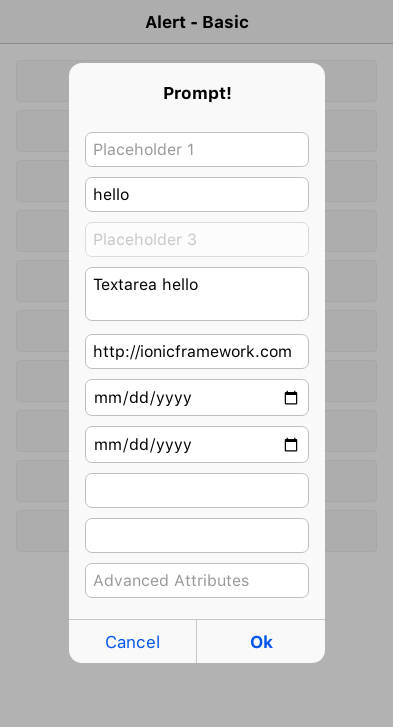 Alert - Basic
Prompt!
Placeholder 1
hello
Placeholder 3
Textarea hello
http://ionicframework.com
mm/dd/yyyy
mm/dd/yyyy
Advanced Attributes
Cancel Ok